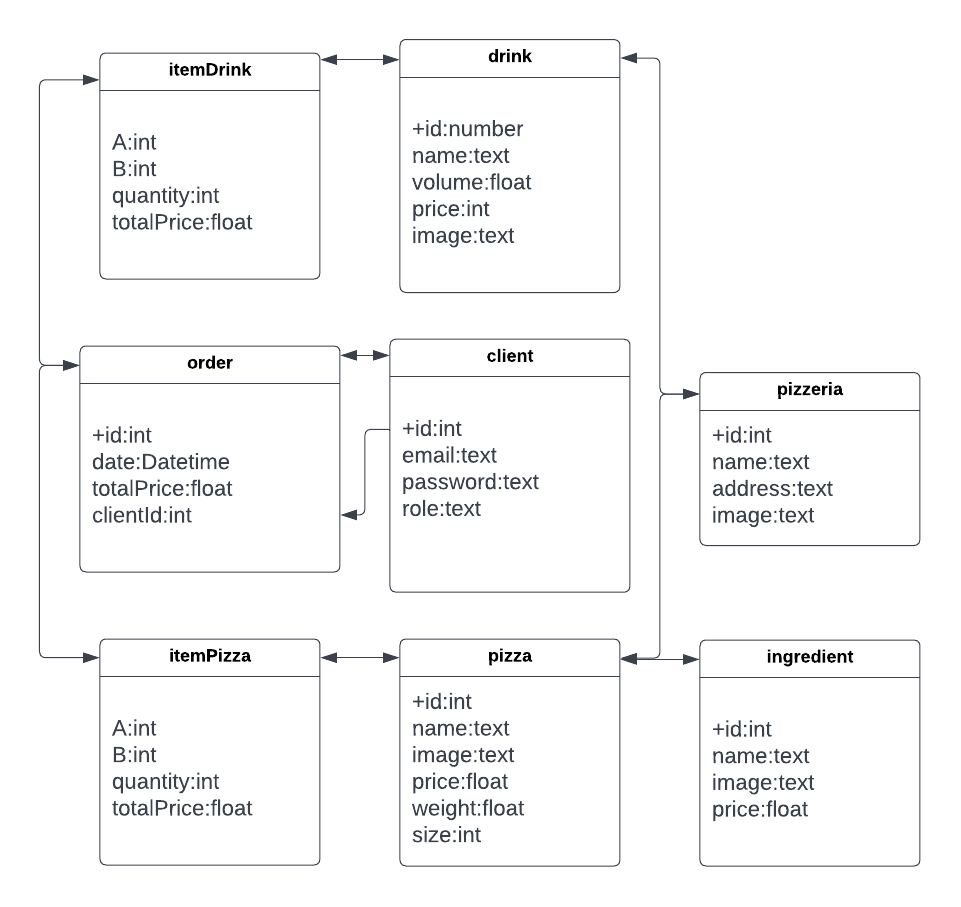 itemDrink
A:int
B:int
quantity:int
totalPrice:float
drink
+id:number
name:text
volume:float
price:int
image:text
order
+id:int
date:Datetime
totalPrice:float
clientId:int
client
+id:int
email:text
password:text
role:text
pizzeria
+id:int
name:text
address:text
image:text
itemPizza
A:int
B:int
quantity:int
totalPrice:float
pizza
+id:int
name:text
image:text
price:float
weight:float
size:int
ingredient
+id:int
name:text
image:text
price:float